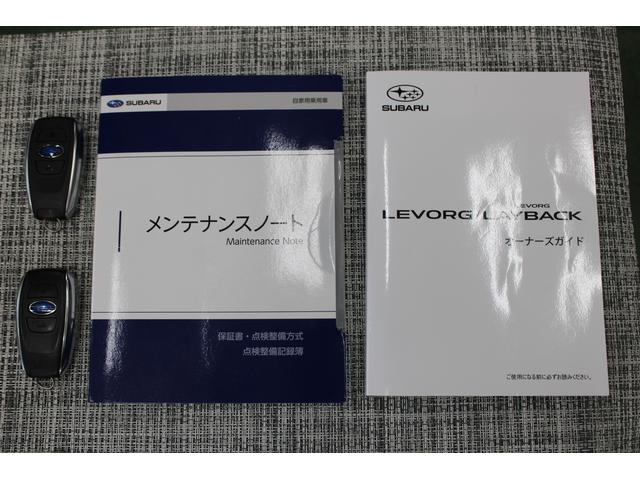 SUBARU
自家用乗用車
メンテナンスノート
Maintenance Note
保証書・点検整備方式
点検整備記録簿
SUBARU
LEVORG
LEVORG/LAYBACK
オーナーズガイド
ご使用になる前に必ずお読みください。